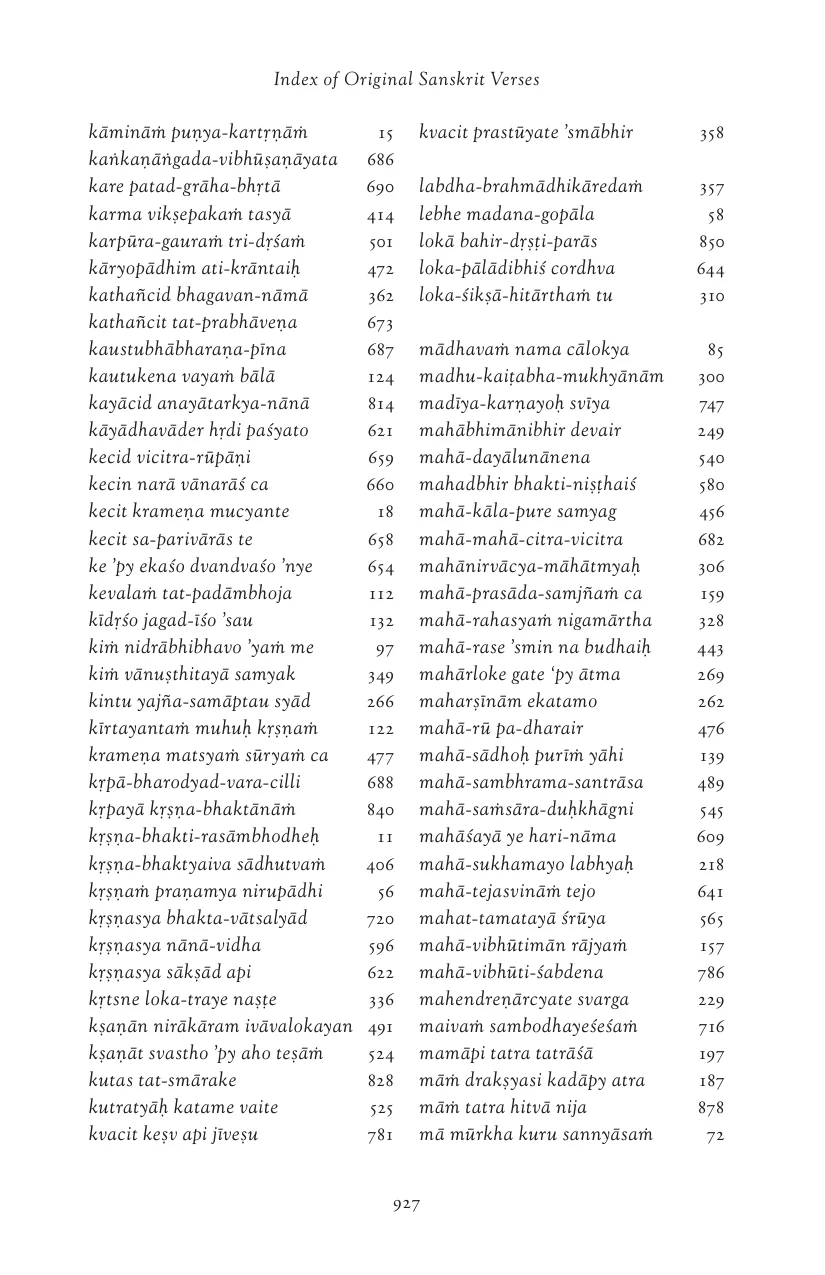 Index of Original Sanskrit Verses
kāmināṁ puṇya-kartṛṇāṁ 15
kaṅkaṇāṅgada-vibhūṣaṇāyata 686
kare patad-grāha-bhṛtā 690
karma vikṣepakaṁ tasyā 414
karpūra-gauraṁ tri-dṛśaṁ 501
kāryopādhim ati-krāntaiḥ 472
kathañcid bhagavan-nāmā 362
kathañcit tat-prabhāveṇa 673
kaustubhābharaṇa-pīna 687
kautukena vayaṁ bālā 124
kayācid anayātarkya-nānā 814
kāyādhavāder hṛdi paśyato 621
kecid vicitra-rūpāṇi 659
kecin narā vānarāś ca 660
kecit krameṇa mucyante 18
kecit sa-parivārās te 658
ke ’py ekaśo dvandvaśo ’nye 654
kevalaṁ tat-padāmbhoja 112
kīdṛśo jagad-īśo ’sau 132
kiṁ nidrābhibhavo ’yaṁ me 97
kiṁ vānuṣthitayā samyak 349
kintu yajña-samāptau syād 266
kīrtayantaṁ muhuḥ kṛṣṇaṁ 122
krameṇa matsyaṁ sūryaṁ ca 477
kṛpā-bharodyad-vara-cilli 688
kṛpayā kṛṣṇa-bhaktānāṁ 840
kṛṣṇa-bhakti-rasāmbhodheḥ 11
kṛṣṇa-bhaktyaiva sādhutvaṁ 406
kṛṣṇaṁ praṇamya nirupādhi 56
kṛṣṇasya bhakta-vātsalyād 720
kṛṣṇasya nānā-vidha 596
kṛṣṇasya sākṣād api 622
kṛtsne loka-traye naṣṭe 336
kṣaṇān nirākāram ivāvalokayan 491
kṣaṇāt svastho ’py aho teṣāṁ 524
kutas tat-smārake 828
kutratyāḥ katame vaite 525
kvacit keṣv api jīveṣu 781
kvacit prastūyate ’smābhir 358
labdha-brahmādhikāredaṁ 357
lebhe madana-gopāla 58
lokā bahir-dṛṣṭi-parās 850
loka-pālādibhiś cordhva 644
loka-śikṣā-hitārthaṁ tu 310
mādhavaṁ nama cālokya 85
madhu-kaiṭabha-mukhyānām 300
madīya-karṇayoḥ svīya 747
mahābhimānibhir devair 249
mahā-dayālunānena 540
mahadbhir bhakti-niṣṭhaiś 580
mahā-kāla-pure samyag 456
mahā-mahā-citra-vicitra 682
mahānirvācya-māhātmyaḥ 306
mahā-prasāda-samjñaṁ ca 159
mahā-rahasyaṁ nigamārtha 328
mahā-rase ’smin na budhaiḥ 443
mahārloke gate ‘py ātma 269
maharṣīnām ekatamo 262
mahā-rū pa-dharair 476
mahā-sādhoḥ purīṁ yāhi 139
mahā-sambhrama-santrāsa 489
mahā-saṁsāra-duḥkhāgni 545
mahāśayā ye hari-nāma 609
mahā-sukhamayo labhyaḥ 218
mahā-tejasvināṁ tejo 641
mahat-tamatayā śrūya 565
mahā-vibhūtimān rājyaṁ 157
mahā-vibhūti-śabdena 786
mahendreṇārcyate svarga 229
maivaṁ sambodhayeśeśaṁ 716
mamāpi tatra tatrāśā 197
māṁ drakṣyasi kadāpy atra 187
māṁ tatra hitvā nija 878
mā mūrkha kuru sannyāsaṁ 72
927